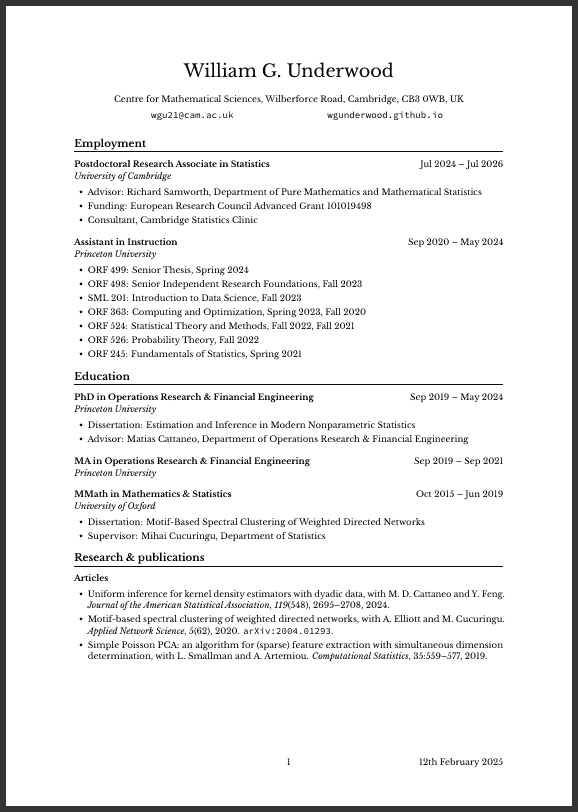 William G. Underwood
Centre for Mathematical Sciences, Wilberforce Road, Cambridge, CB3 0WB, UK
wgu21@cam.ac.uk wgunderwood.github.io
Employment
Postdoctoral Research Associate in Statistics Jul 2024 – Jul 2026
University of Cambridge
• Advisor: Richard Samworth, Department of Pure Mathematics and Mathematical Statistics
• Funding: European Research Council Advanced Grant 101019498
• Consultant, Cambridge Statistics Clinic
Assistant in Instruction Sep 2020 – May 2024
Princeton University
• ORF 499: Senior Thesis, Spring 2024
• ORF 498: Senior Independent Research Foundations, Fall 2023
• SML 201: Introduction to Data Science, Fall 2023
• ORF 363: Computing and Optimization, Spring 2023, Fall 2020
• ORF 524: Statistical Theory and Methods, Fall 2022, Fall 2021
• ORF 526: Probability Theory, Fall 2022
• ORF 245: Fundamentals of Statistics, Spring 2021
Education
PhD in Operations Research & Financial Engineering Sep 2019 – May 2024
Princeton University
• Dissertation: Estimation and Inference in Modern Nonparametric Statistics
• Advisor: Matias Cattaneo, Department of Operations Research & Financial Engineering
MA in Operations Research & Financial Engineering Sep 2019 – Sep 2021
Princeton University
MMath in Mathematics & Statistics Oct 2015 – Jun 2019
University of Oxford
• Dissertation: Motif-Based Spectral Clustering of Weighted Directed Networks
• Supervisor: Mihai Cucuringu, Department of Statistics
Research & publications
Articles
• Uniform inference for kernel density estimators with dyadic data, with M. D. Cattaneo and Y. Feng.
Journal of the American Statistical Association, 119(548), 2695–2708, 2024.
• Motif-based spectral clustering of weighted directed networks, with A. Elliott and M. Cucuringu.
Applied Network Science, 5(62), 2020. arXiv:2004.01293.
• Simple Poisson PCA: an algorithm for (sparse) feature extraction with simultaneous dimension
determination, with L. Smallman and A. Artemiou. Computational Statistics, 35:559–577, 2019.
1 12th February 2025